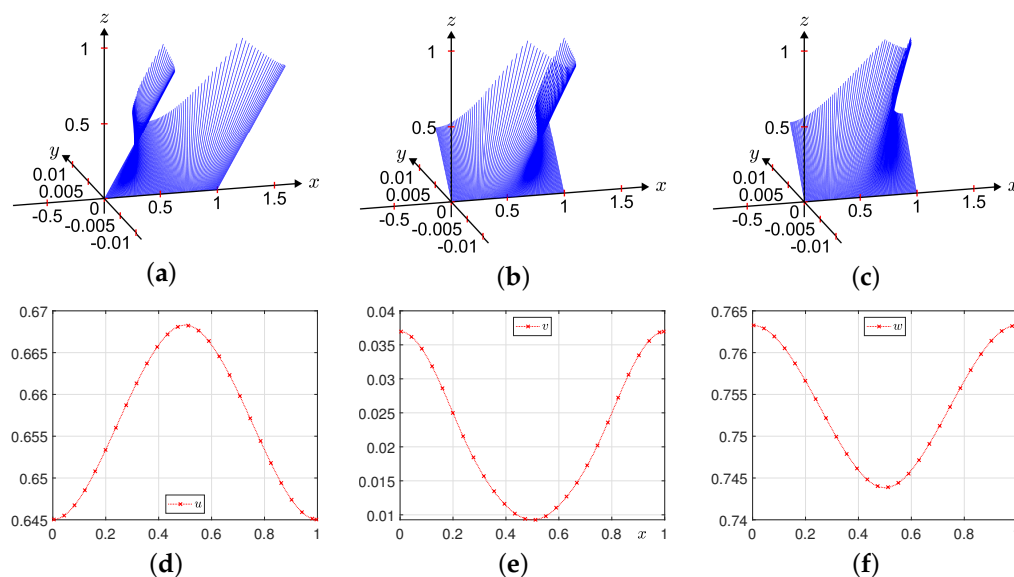 z
1
0.5
y
0.01
0.005
0
-0.005
-0.01
-0.5
0.5
1
1.5
x
(a)
z
1
0.5
y
0.01
0.005
0
-0.005
-0.01
-0.5
0.5
1
1.5
x
(b)
z
1
0.5
y
0.01
0.005
0
-0.005
-0.01
-0.5
0.5
1
1.5
x
(c)
0.67
0.665
0.66
0.655
0.65
0.645
0 0.2 0.4 0.6 0.8 1
u
(d)
0.04
0.035
0.03
0.025
0.02
0.015
0.01
0 0.2 0.4 0.6 x 0.8 1
v
(e)
0.765
0.76
0.755
0.75
0.745
0.74
0 0.2 0.4 0.6 0.8
w
(f)